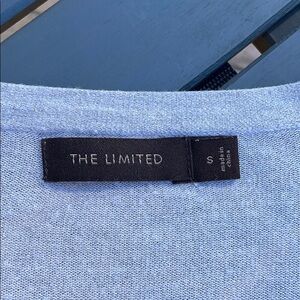 THE LIMITED
S
made in
china